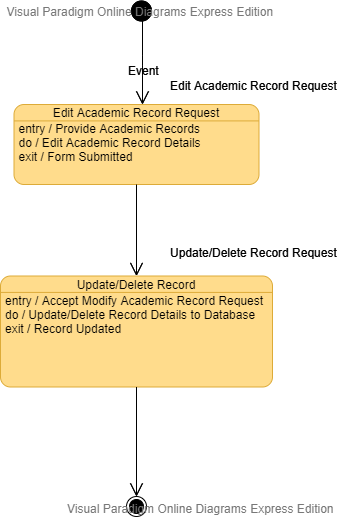 Visual Paradigm Online Diagrams Express Edition
Event
Edit Academic Record Request
Edit Academic Record Request
entry / Provide Academic Records
do / Edit Academic Record Details
exit / Form Submitted
Update/Delete Record Request
Update/Delete Record
entry / Accept Modify Academic Record Request
do / Update/Delete Record Details to Database
exit / Record Updated
Visual Paradigm Online Diagrams Express Edition